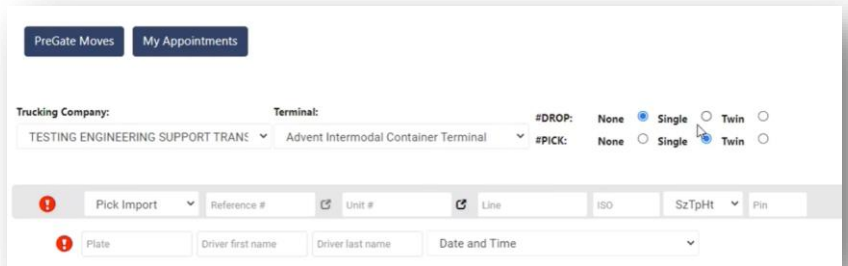 PreGate Moves My Appointments
Trucking Company: Terminal:
#DROP: None Single Twin
TESTING ENGINEERING SUPPORT TRANS Advent Intermodal Container Terminal
#PICK: None Single Twin
Pick Import Reference # Unit # Line ISO SzTpHt Pin
Plate Driver first name Driver last name Date and Time